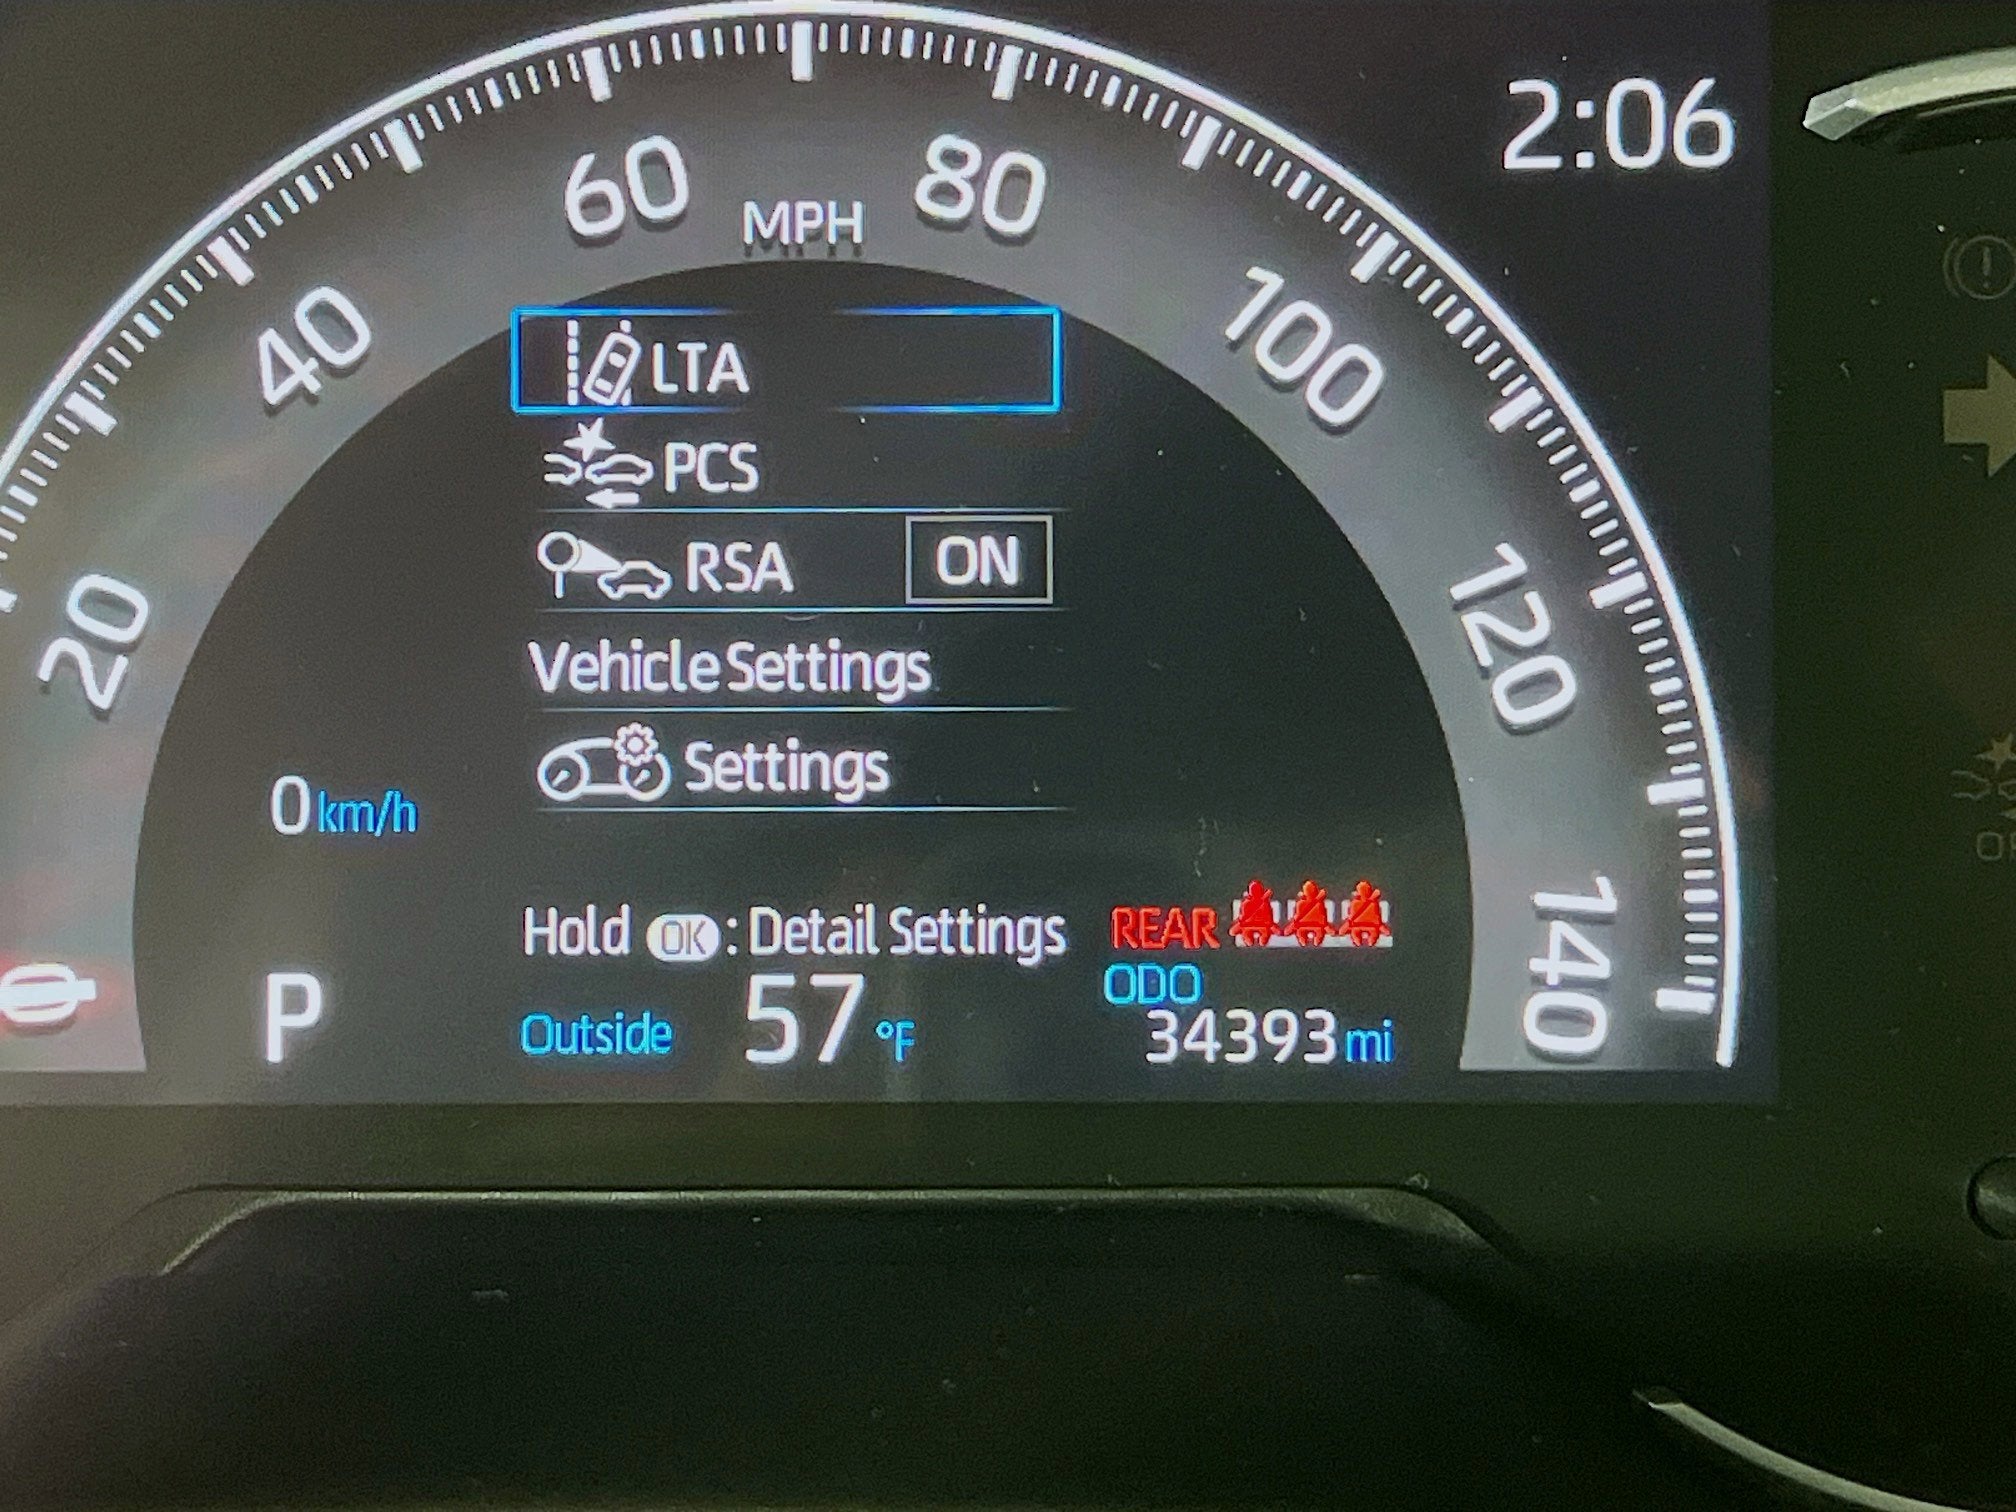 2:06
60
80
MPH
40
100
LTA
PCS
RSA ON
20
120
Vehicle Settings
Settings
0 km/h
140
Hold OK : Detail Settings
REAR
ODO
0
P
Outside 57 °F
34393 mi